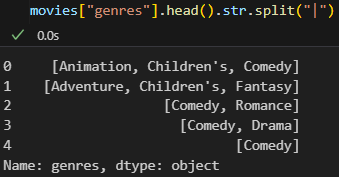 movies["genres"].head().str.split("|")
0.0s
0 [Animation, Children's, Comedy]
1 [Adventure, Children's, Fantasy]
2 [Comedy, Romance]
3 [Comedy, Drama]
4 [Comedy]
Name: genres, dtype: object